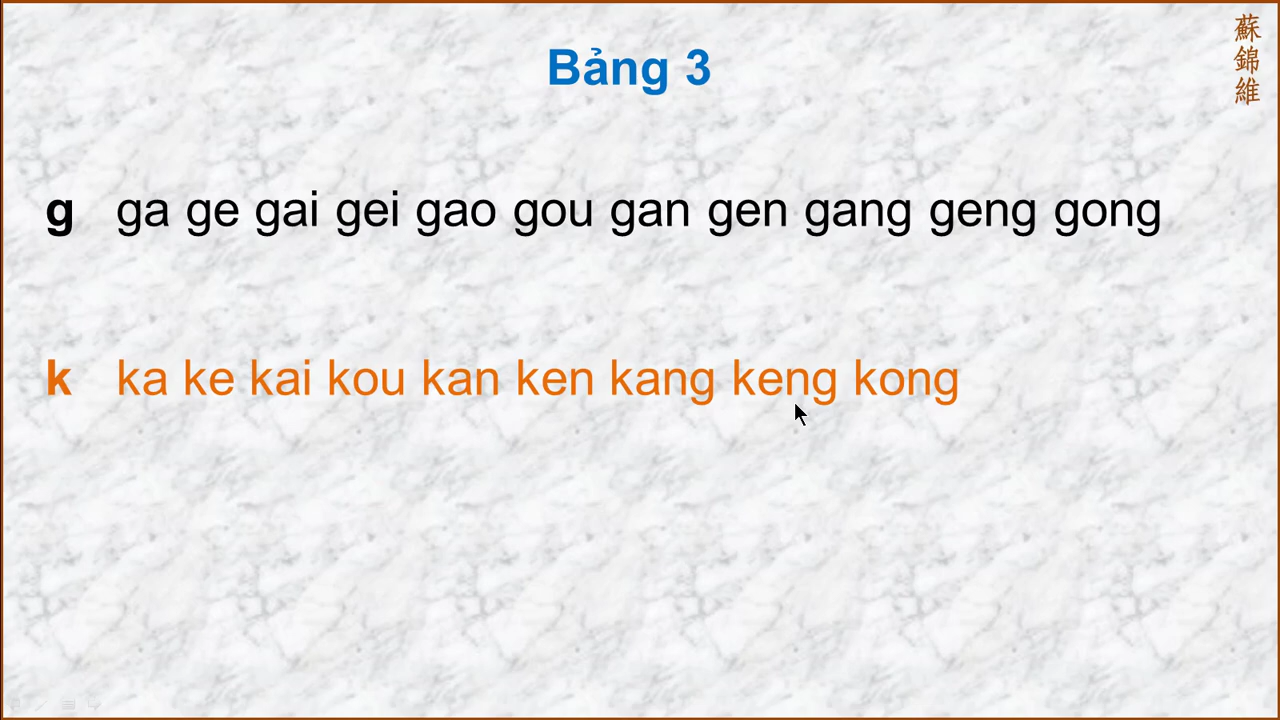 Bảng 3
蘇錦維
g ga ge gai gei gao gou gan gen gang geng gong
k ka ke kai kou kan ken kang keng kong